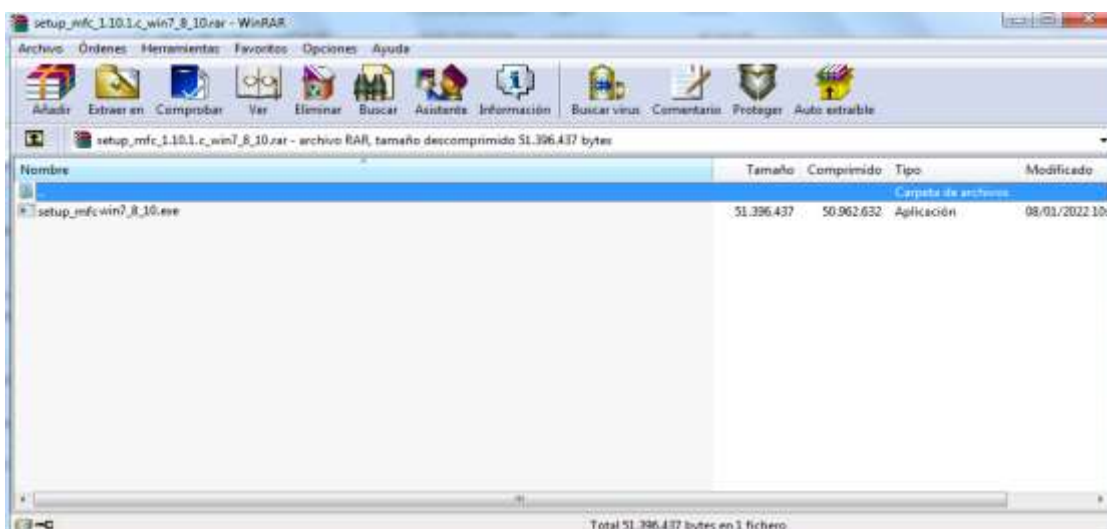 setup_mfc_1.10.1.c_win7_8_10.rar - WinRAR
Archivo Órdenes Herramientas Favoritos Opciones Ayuda
Añadir Extraer en Comprobar Ver Eliminar Buscar Asistente Información Buscar virus Comentario Proteger Auto extraíble
setup_mfc_1.10.1.c_win7_8_10.rar - archivo RAR, tamaño descomprimido 51.396.437 bytes
Nombre Tamaño Comprimido Tipo Modificado
.. Carpeta de archivos
setup_mfc win7_8_10.exe 51.396.437 50.962.632 Aplicación 08/01/2022 10:
Total 51.396.437 bytes en 1 fichero